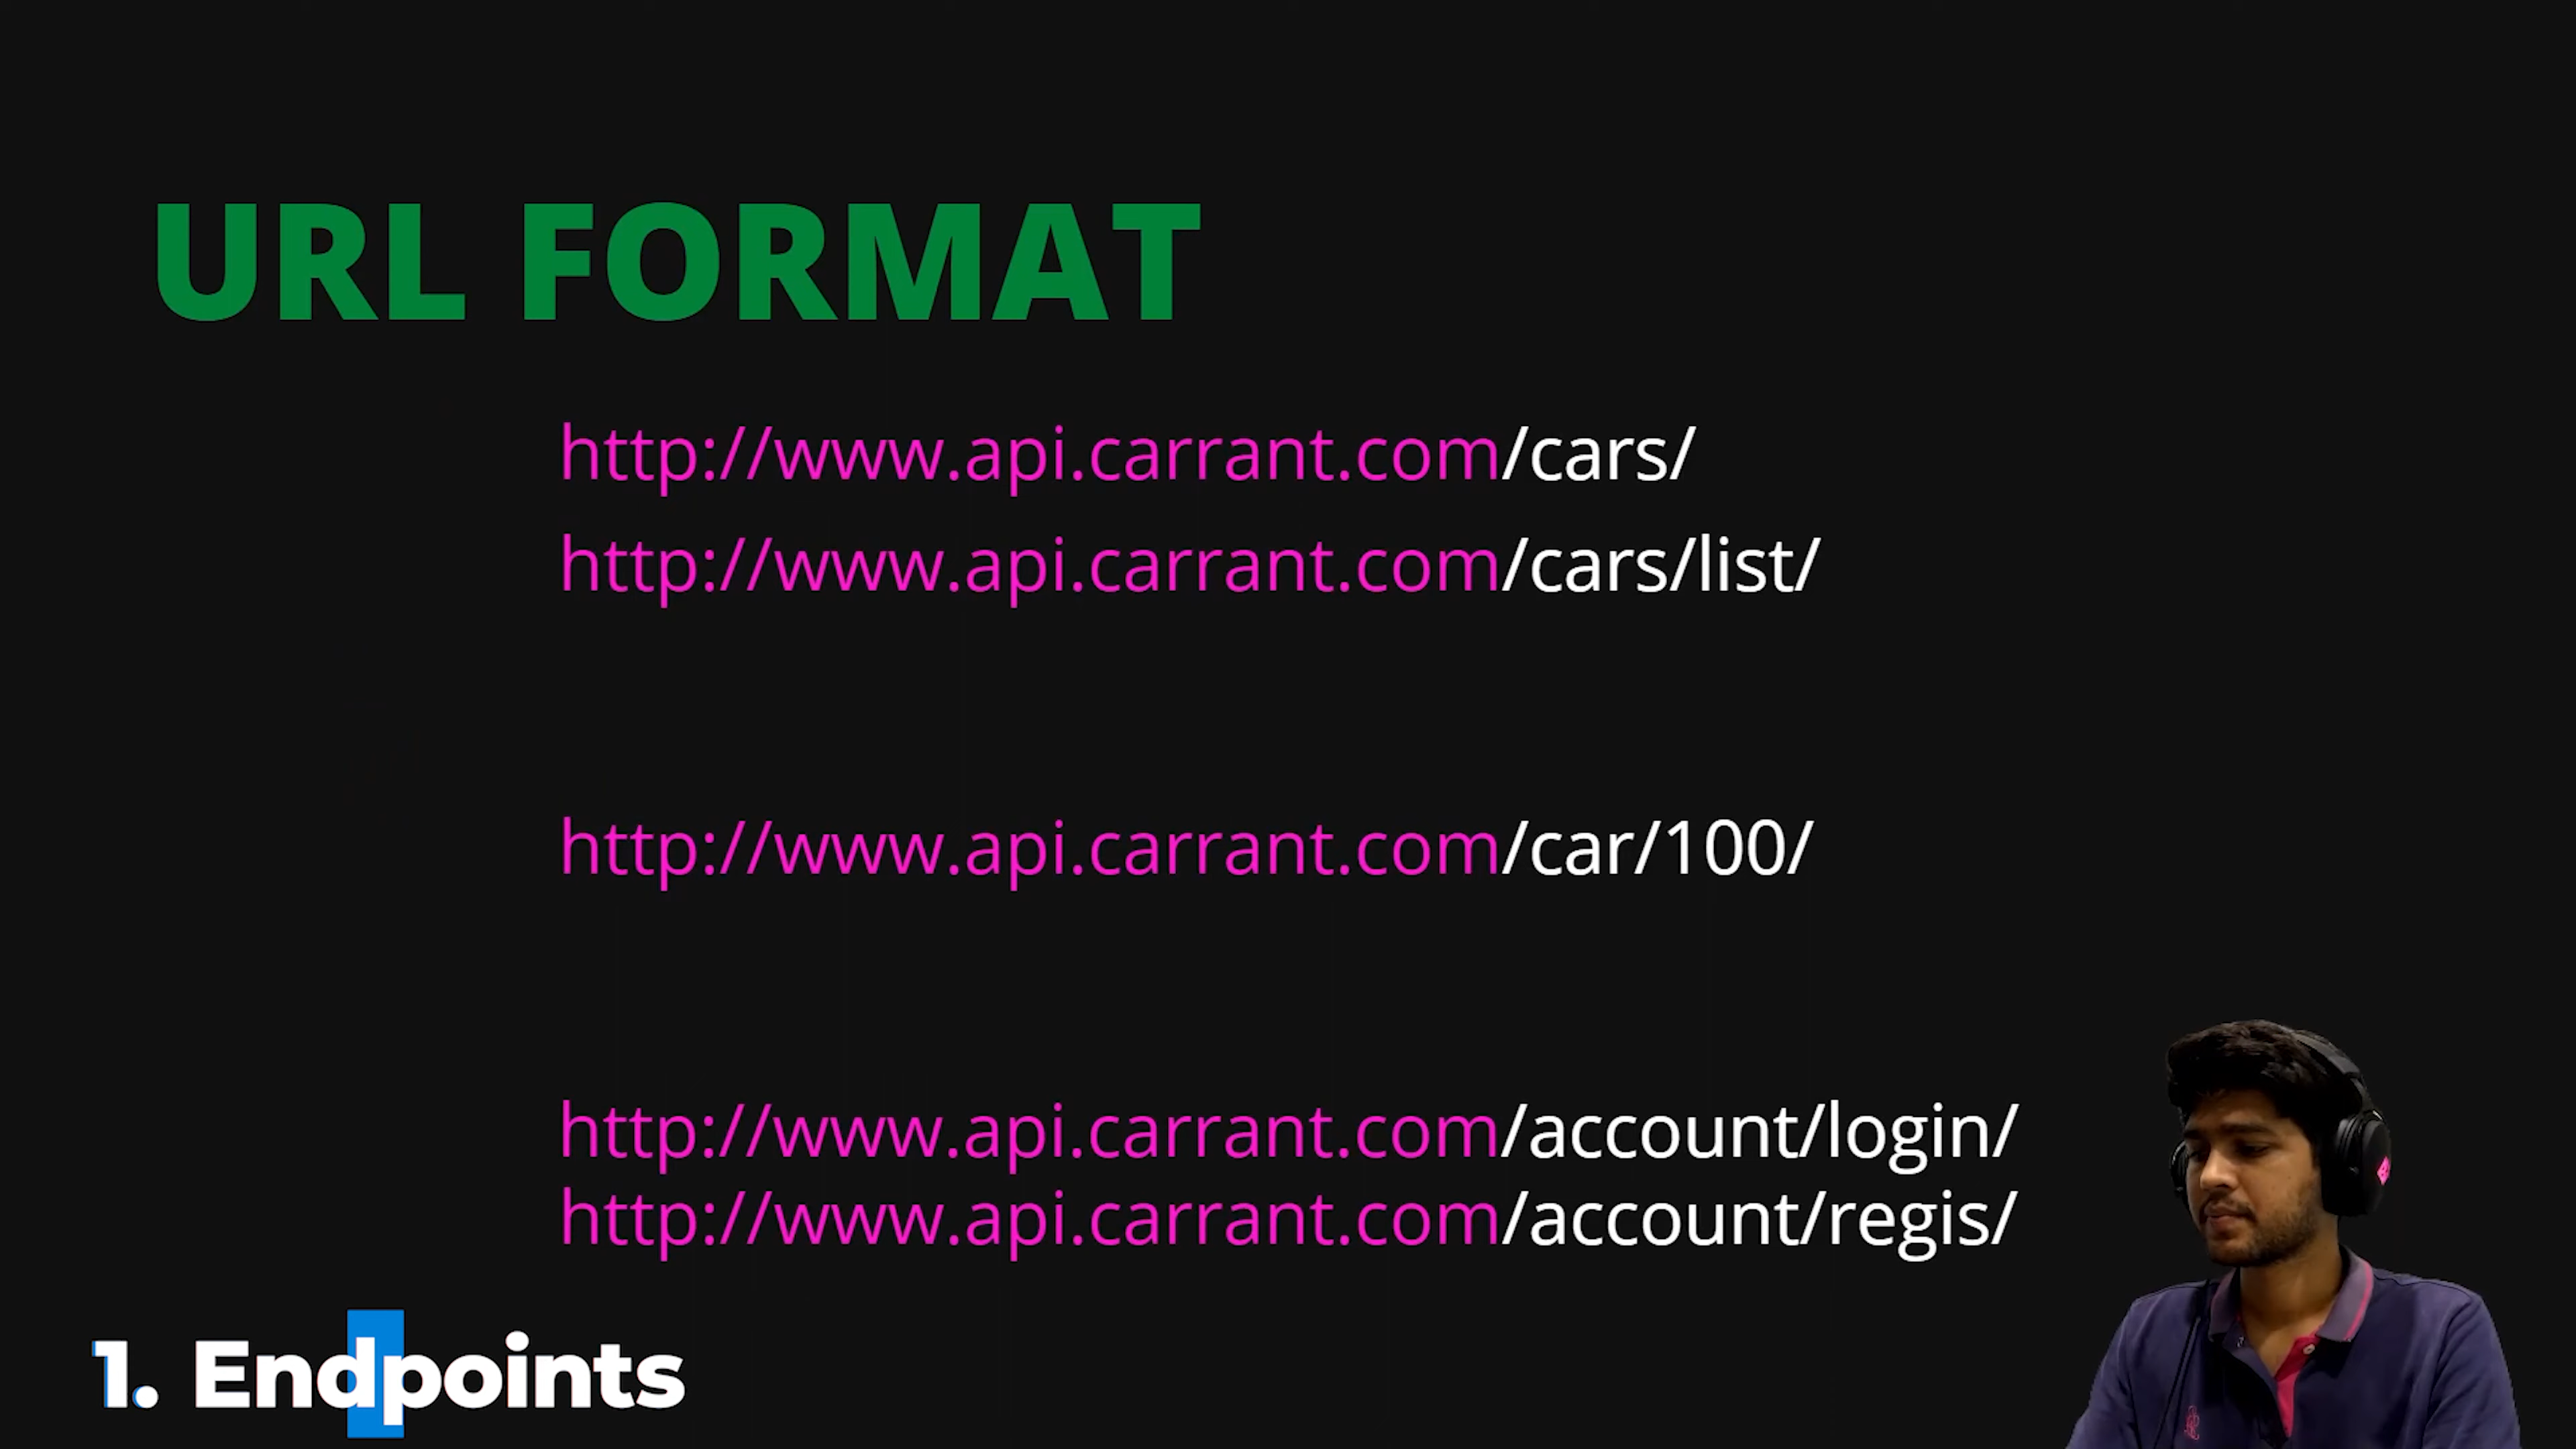 URL FORMAT
http://www.api.carrant.com/cars/
http://www.api.carrant.com/cars/list/
http://www.api.carrant.com/car/100/
http://www.api.carrant.com/account/login/
http://www.api.carrant.com/account/regis/
1. Endpoints